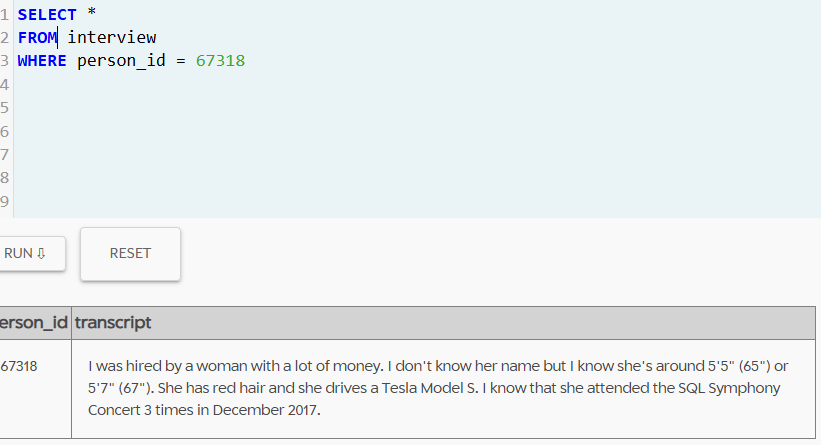 1 SELECT *
2 FROM interview
3 WHERE person_id = 67318
4
5
6
7
8
9
RUN ⇩ RESET
erson_id transcript
67318 I was hired by a woman with a lot of money. I don't know her name but I know she's around 5'5" (65") or
5'7" (67"). She has red hair and she drives a Tesla Model S. I know that she attended the SQL Symphony
Concert 3 times in December 2017.